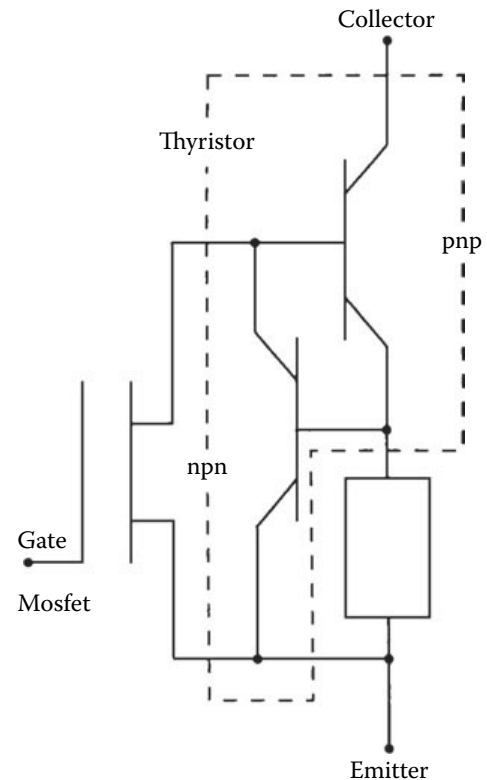 Collector
Thyristor
pnp
npn
Gate
Mosfet
Emitter